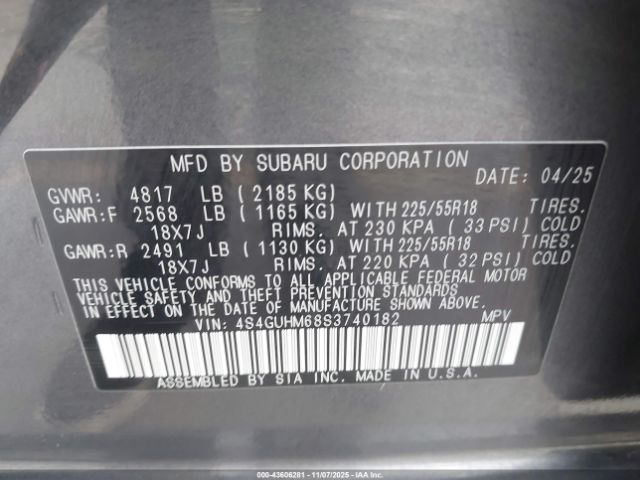 MFD BY SUBARU CORPORATION
DATE: 04/25
GVWR: 4817 LB ( 2185 KG)
GAWR:F 2568 LB ( 1165 KG) WITH 225/55R18 TIRES.
18X7J RIMS. AT 230 KPA ( 33 PSI) COLD
GAWR:R 2491 LB ( 1130 KG) WITH 225/55R18 TIRES.
18X7J RIMS. AT 220 KPA ( 32 PSI) COLD
THIS VEHICLE CONFORMS TO ALL APPLICABLE FEDERAL MOTOR
VEHICLE SAFETY AND THEFT PREVENTION STANDARDS
IN EFFECT ON THE DATE OF MANUFACTURE SHOWN ABOVE.
VIN: 4S4GUHM68S3740182 MPV
ASSEMBLED BY SIA INC. MADE IN U.S.A.
000-43606281 - 11/07/2025 - IAAI.COM